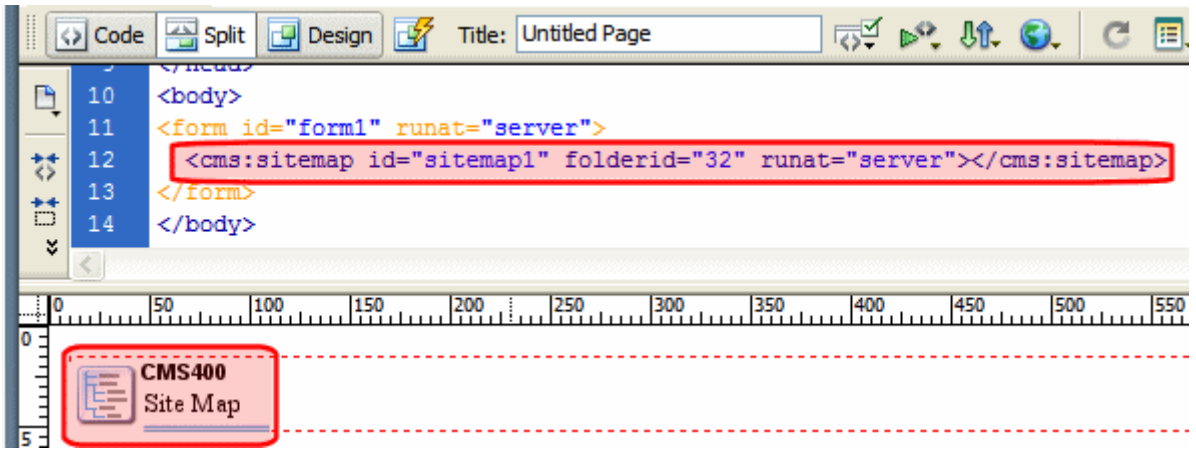 Code Split Design Title: Untitled Page
9 </head>
10 <body>
11 <form id="form1" runat="server">
12 <cms:sitemap id="sitemap1" folderid="32" runat="server"></cms:sitemap>
13 </form>
14 </body>
0 50 100 150 200 250 300 350 400 450 500 550
0
CMS400
Site Map
5